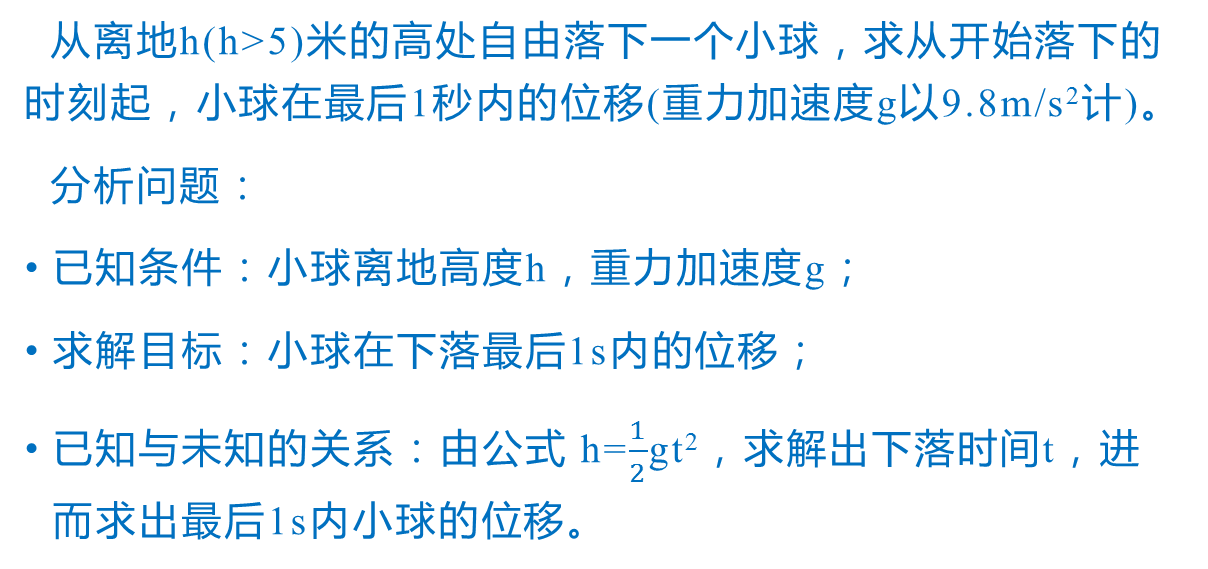 从离地h(h>5)米的高处自由落下一个小球，求从开始落下的
时刻起，小球在最后1秒内的位移(重力加速度g以9.8m/s²计)。
分析问题：
• 已知条件：小球离地高度h，重力加速度g；
• 求解目标：小球在下落最后1s内的位移；
• 已知与未知的关系：由公式 h=½gt²，求解出下落时间t，进
而求出最后1s内小球的位移。